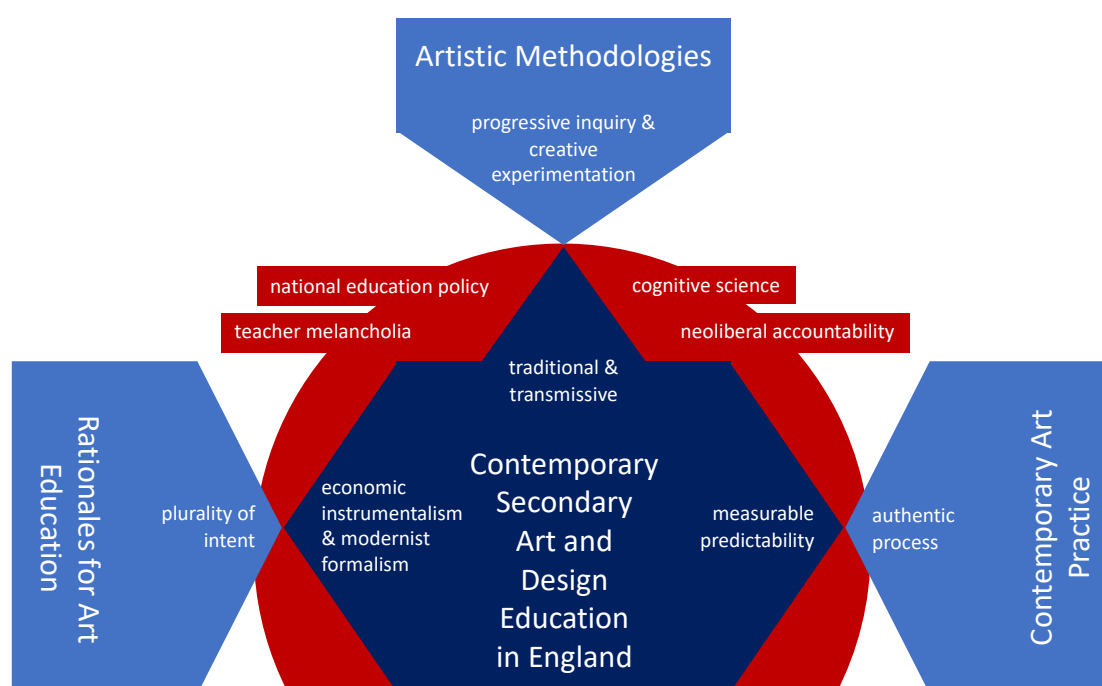 Artistic Methodologies
progressive inquiry &
creative
experimentation
national education policy
cognitive science
teacher melancholia
neoliberal accountability
traditional &
transmissive
Rationales for Art
Education
plurality of
intent
economic
instrumentalism
& modernist
formalism
Contemporary
Secondary
Art and
Design
Education
in England
measurable
predictability
authentic
process
Contemporary Art
Practice